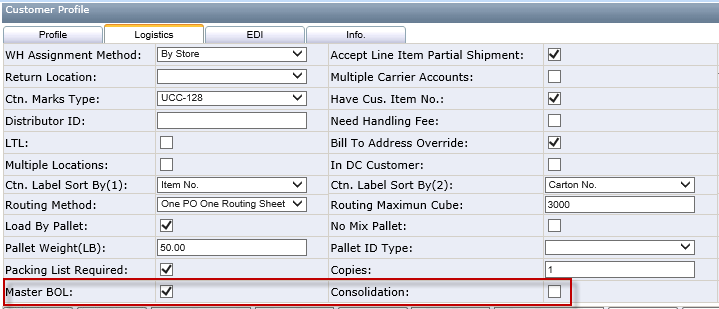 Customer Profile
Profile Logistics EDI Info.
WH Assignment Method: By Store Accept Line Item Partial Shipment:
Return Location: Multiple Carrier Accounts:
Ctn. Marks Type: UCC-128 Have Cus. Item No.:
Distributor ID: Need Handling Fee:
LTL: Bill To Address Override:
Multiple Locations: In DC Customer:
Ctn. Label Sort By(1): Item No. Ctn. Label Sort By(2): Carton No.
Routing Method: One PO One Routing Sheet Routing Maximun Cube: 3000
Load By Pallet: No Mix Pallet:
Pallet Weight(LB): 50.00 Pallet ID Type:
Packing List Required: Copies: 1
Master BOL: Consolidation: